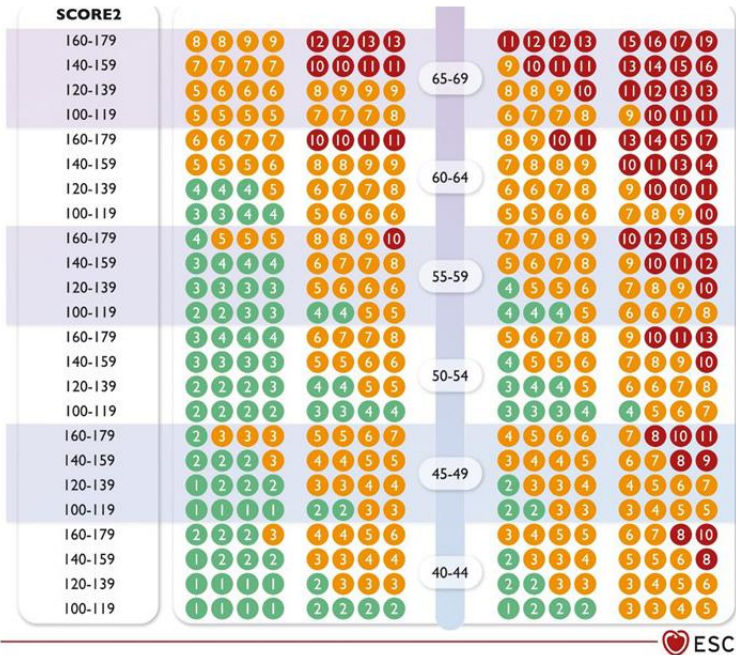 SCORE2
160-179 8 8 9 9 12 12 13 13 11 12 12 13 15 16 17 19
140-159 7 7 7 7 10 10 11 11 9 10 11 11 13 14 15 16
65-69
120-139 5 6 6 6 8 9 9 9 8 8 9 10 11 12 13 13
100-119 5 5 5 5 7 7 7 8 6 7 7 8 9 10 11 11
160-179 6 6 7 7 10 10 11 11 8 9 10 11 13 14 15 17
140-159 5 5 5 6 8 8 9 9 7 8 8 9 10 11 13 14
60-64
120-139 4 4 4 5 6 7 7 8 6 6 7 8 9 10 10 11
100-119 3 3 4 4 5 6 6 6 5 5 6 6 7 8 9 10
160-179 4 5 5 5 8 8 9 10 7 7 8 9 10 12 13 15
140-159 3 4 4 4 6 7 7 8 5 6 7 8 9 10 11 12
55-59
120-139 3 3 3 3 5 6 6 6 4 5 5 6 7 8 9 10
100-119 2 2 3 3 4 4 5 5 4 4 4 5 6 6 7 8
160-179 3 4 4 4 6 7 7 8 5 6 7 8 9 10 11 13
140-159 3 3 3 3 5 5 6 6 4 5 5 6 7 8 9 10
50-54
120-139 2 2 2 3 4 4 5 5 3 4 4 5 6 6 7 8
100-119 2 2 2 2 3 3 4 4 3 3 3 4 4 5 6 7
160-179 2 3 3 3 5 5 6 7 4 5 6 6 7 8 10 11
140-159 2 2 2 3 4 4 5 5 3 4 4 5 6 7 8 9
45-49
120-139 1 2 2 2 3 3 4 4 2 3 3 4 4 5 6 7
100-119 1 1 1 1 2 2 3 3 2 2 3 3 3 4 5 5
160-179 2 2 2 3 4 4 5 6 3 4 5 5 6 7 8 10
140-159 1 2 2 2 3 3 4 4 2 3 3 4 5 5 6 8
40-44
120-139 1 1 1 1 2 3 3 3 2 2 3 3 3 4 5 6
100-119 1 1 1 1 2 2 2 2 1 2 2 2 3 3 4 5
ESC